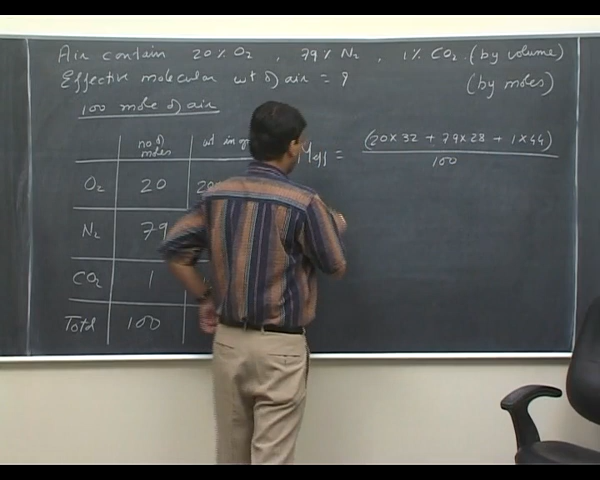 Air contain 20% O₂, 79% N₂, 1% CO₂. (by volume)
Effective molecular wt of air = ? (by moles)
100 mole of air
no of moles wt in
O₂ 20
N₂ 79
CO₂ 1
Total 100
Meff = (20×32 + 79×28 + 1×44)
100